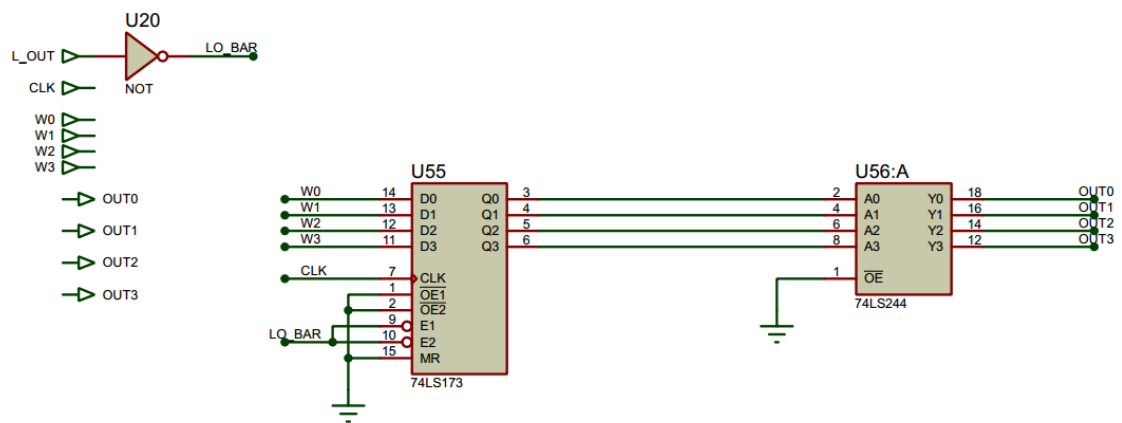 U20
L_OUT
LO_BAR
NOT
CLK
W0
W1
W2
W3
OUT0
OUT1
OUT2
OUT3
U55
W0 14 D0 Q0 3
W1 13 D1 Q1 4
W2 12 D2 Q2 5
W3 11 D3 Q3 6
CLK 7 CLK
1 OE1
2 OE2
9 E1
LO_BAR 10 E2
15 MR
74LS173
U56:A
2 A0 Y0 18 OUT0
4 A1 Y1 16 OUT1
6 A2 Y2 14 OUT2
8 A3 Y3 12 OUT3
1 OE
74LS244